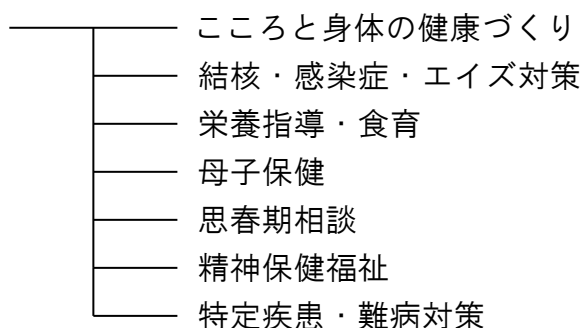 こころと身体の健康づくり
結核・感染症・エイズ対策
栄養指導・食育
母子保健
思春期相談
精神保健福祉
特定疾患・難病対策